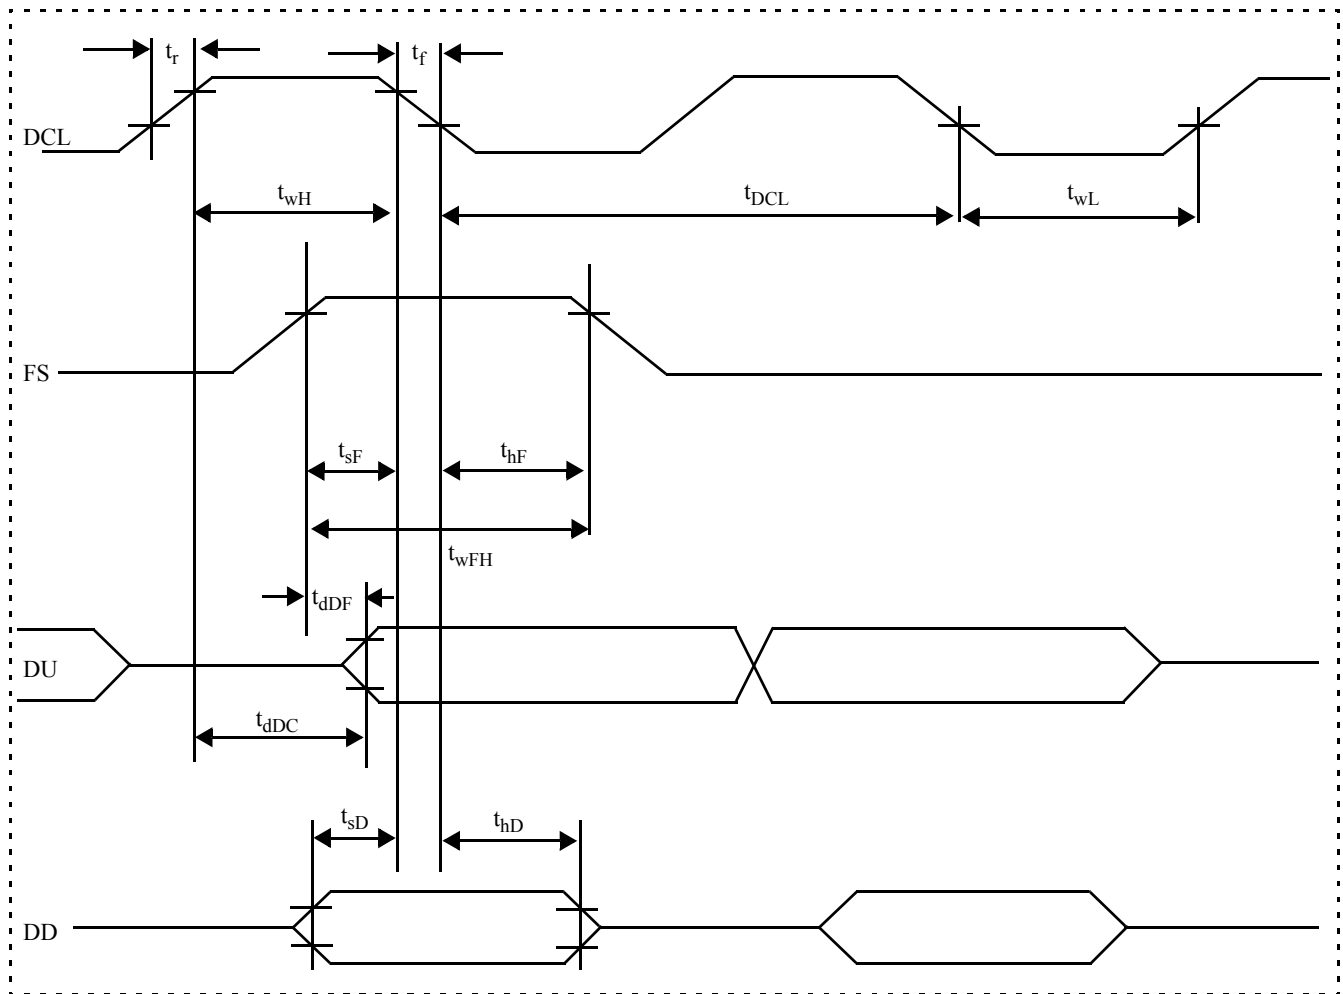 tr
tf
DCL
twH
tDCL
twL
FS
tsF
thF
twFH
tdDF
DU
tdDC
tsD
thD
DD